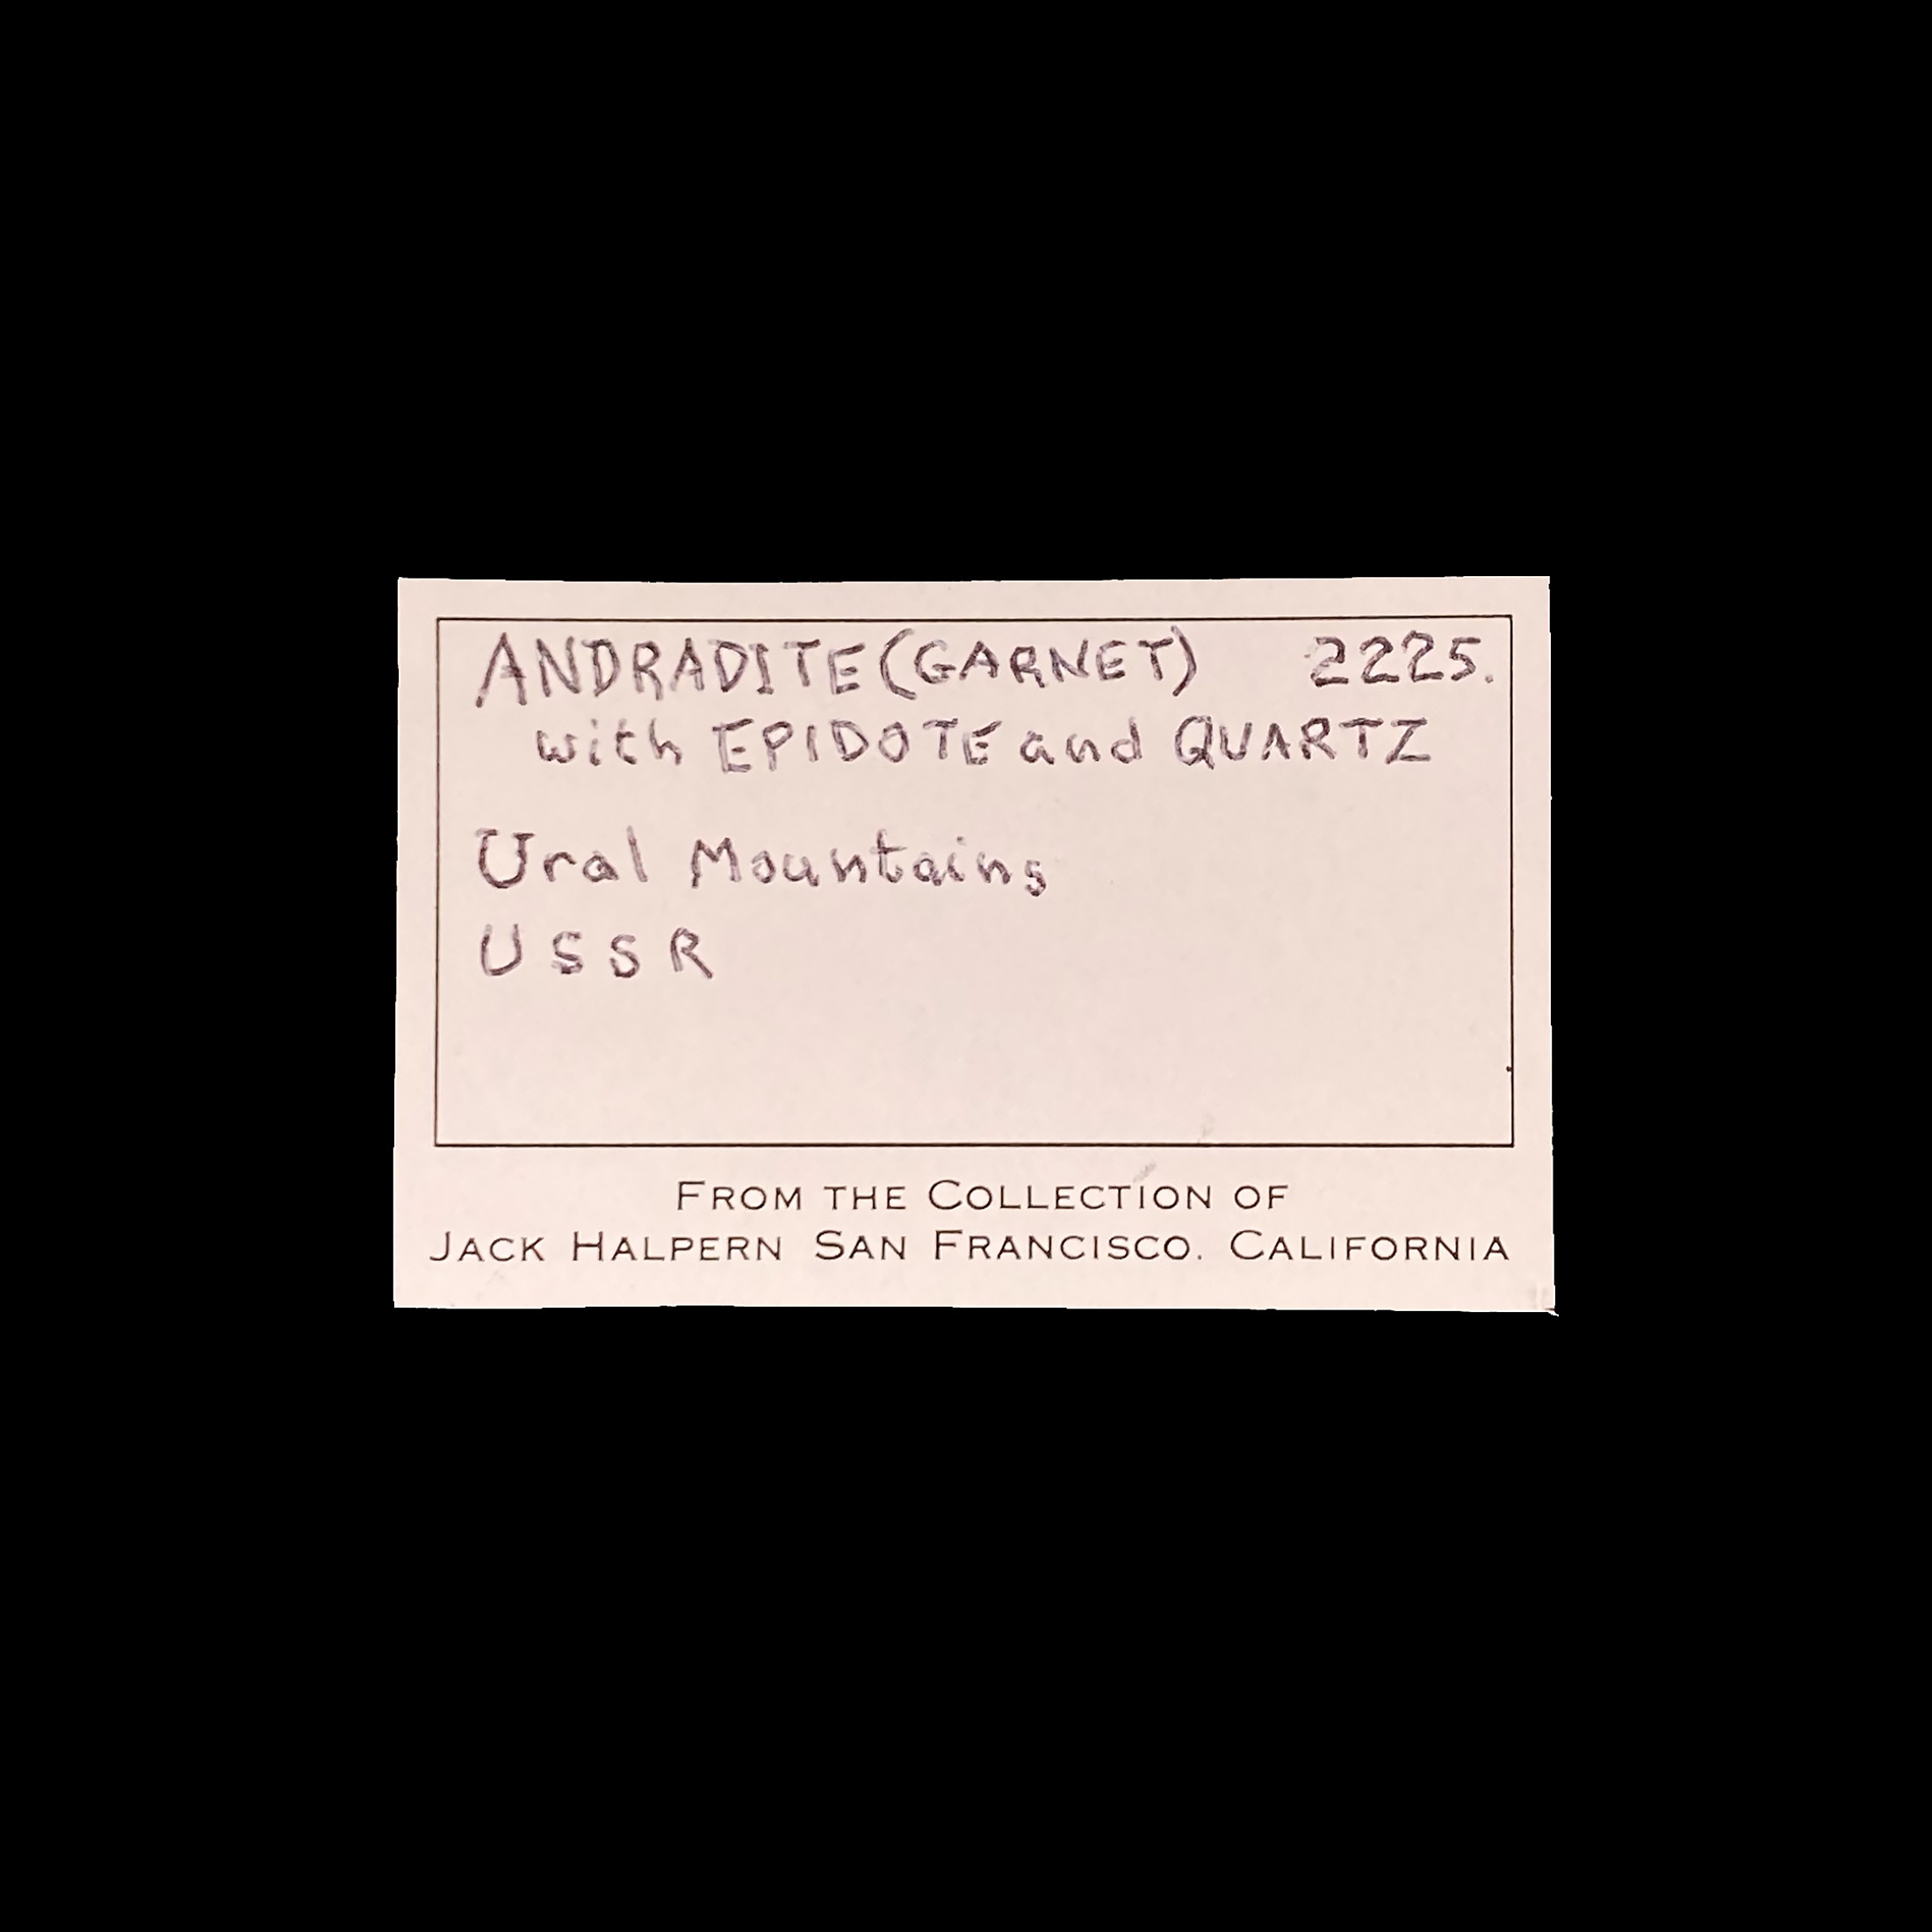 ANDRADITE (GARNET) 2225.
with EPIDOTE and QUARTZ
Ural Mountains
USSR
FROM THE COLLECTION OF
JACK HALPERN SAN FRANCISCO. CALIFORNIA